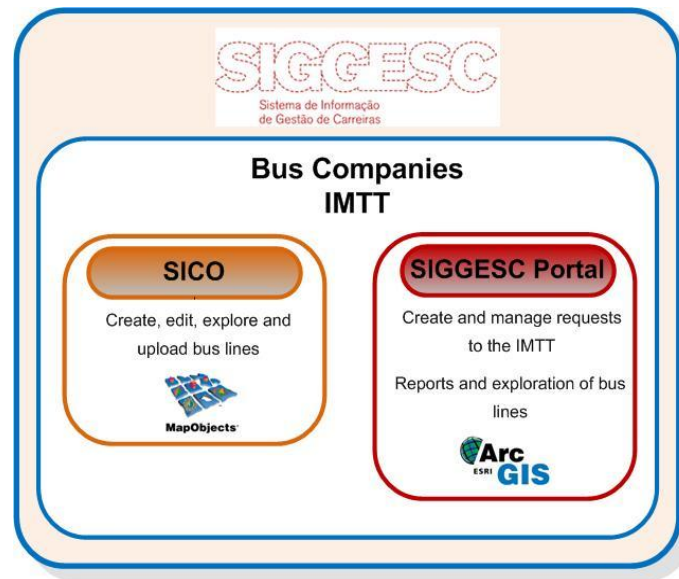 SIGGESC
Sistema de Informação
de Gestão de Carreiras
Bus Companies
IMTT
SICO
Create, edit, explore and
upload bus lines
MapObjects
SIGGESC Portal
Create and manage requests
to the IMTT
Reports and exploration of bus
lines
Arc
ESRI GIS